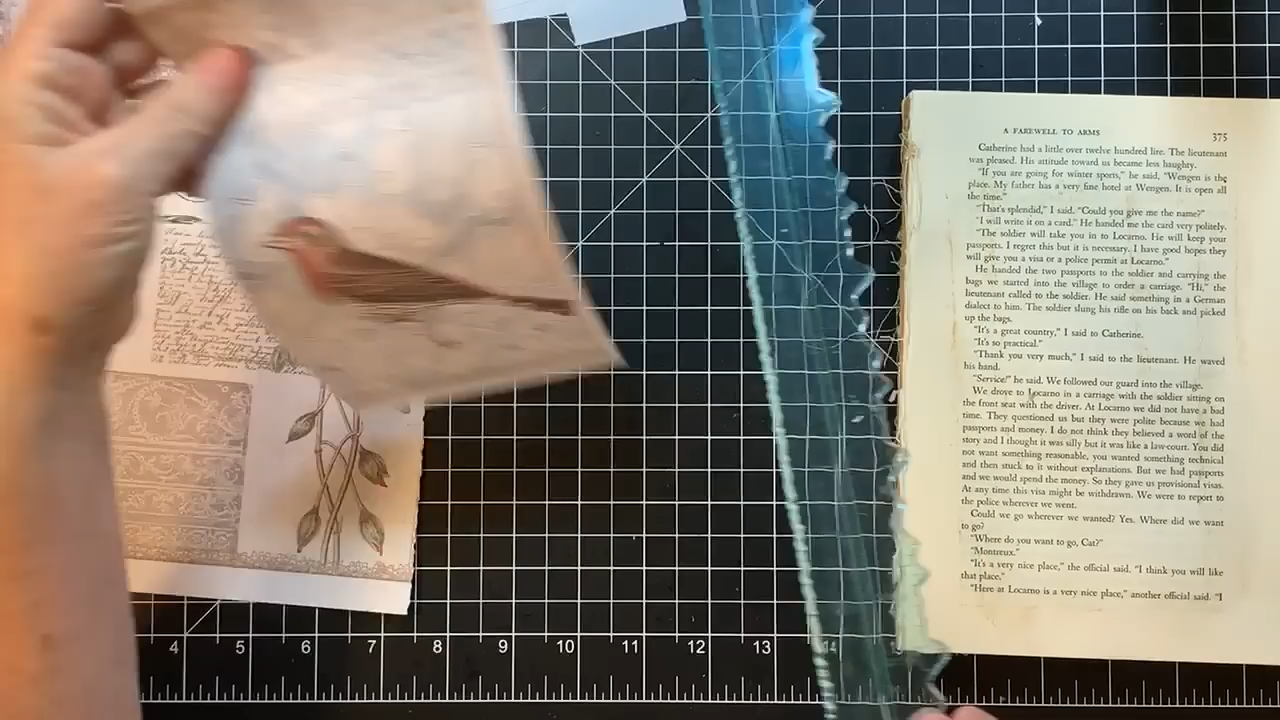 A FAREWELL TO ARMS 375
Catherine had a little over twelve hundred lire. The lieutenant
was pleased. His attitude toward us became less haughty.
"If you are going for winter sports," he said, "Wengen is the
place. My father has a very fine hotel at Wengen. It is open all
the time."
"That's splendid," I said. "Could you give me the name?"
"I will write it on a card." He handed me the card very politely.
"The soldier will take you in to Locarno. He will keep your
passports. I regret this but it is necessary. I have good hopes they
will give you a visa or a police permit at Locarno."
He handed the two passports to the soldier and carrying the
bags we started into the village to order a carriage. "Hi," the
lieutenant called to the soldier. He said something in a German
dialect to him. The soldier slung his rifle on his back and picked
up the bags.
"It's a great country," I said to Catherine.
"It's so practical."
"Thank you very much," I said to the lieutenant. He waved
his hand.
"Service!" he said. We followed our guard into the village.
We drove to Locarno in a carriage with the soldier sitting on
the front seat with the driver. At Locarno we did not have a bad
time. They questioned us but they were polite because we had
passports and money. I do not think they believed a word of the
story and I thought it was silly but it was like a law-court. You did
not want something reasonable, you wanted something technical
and then stuck to it without explanations. But we had passports
and we would spend the money. So they gave us provisional visas.
At any time this visa might be withdrawn. We were to report to
the police wherever we went.
Could we go wherever we wanted? Yes. Where did we want
to go?
"Where do you want to go, Cat?"
"Montreux."
"It's a very nice place," the official said. "I think you will like
that place."
"Here at Locarno is a very nice place," another official said. "I
4 5 6 7 8 9 10 11 12 13 14